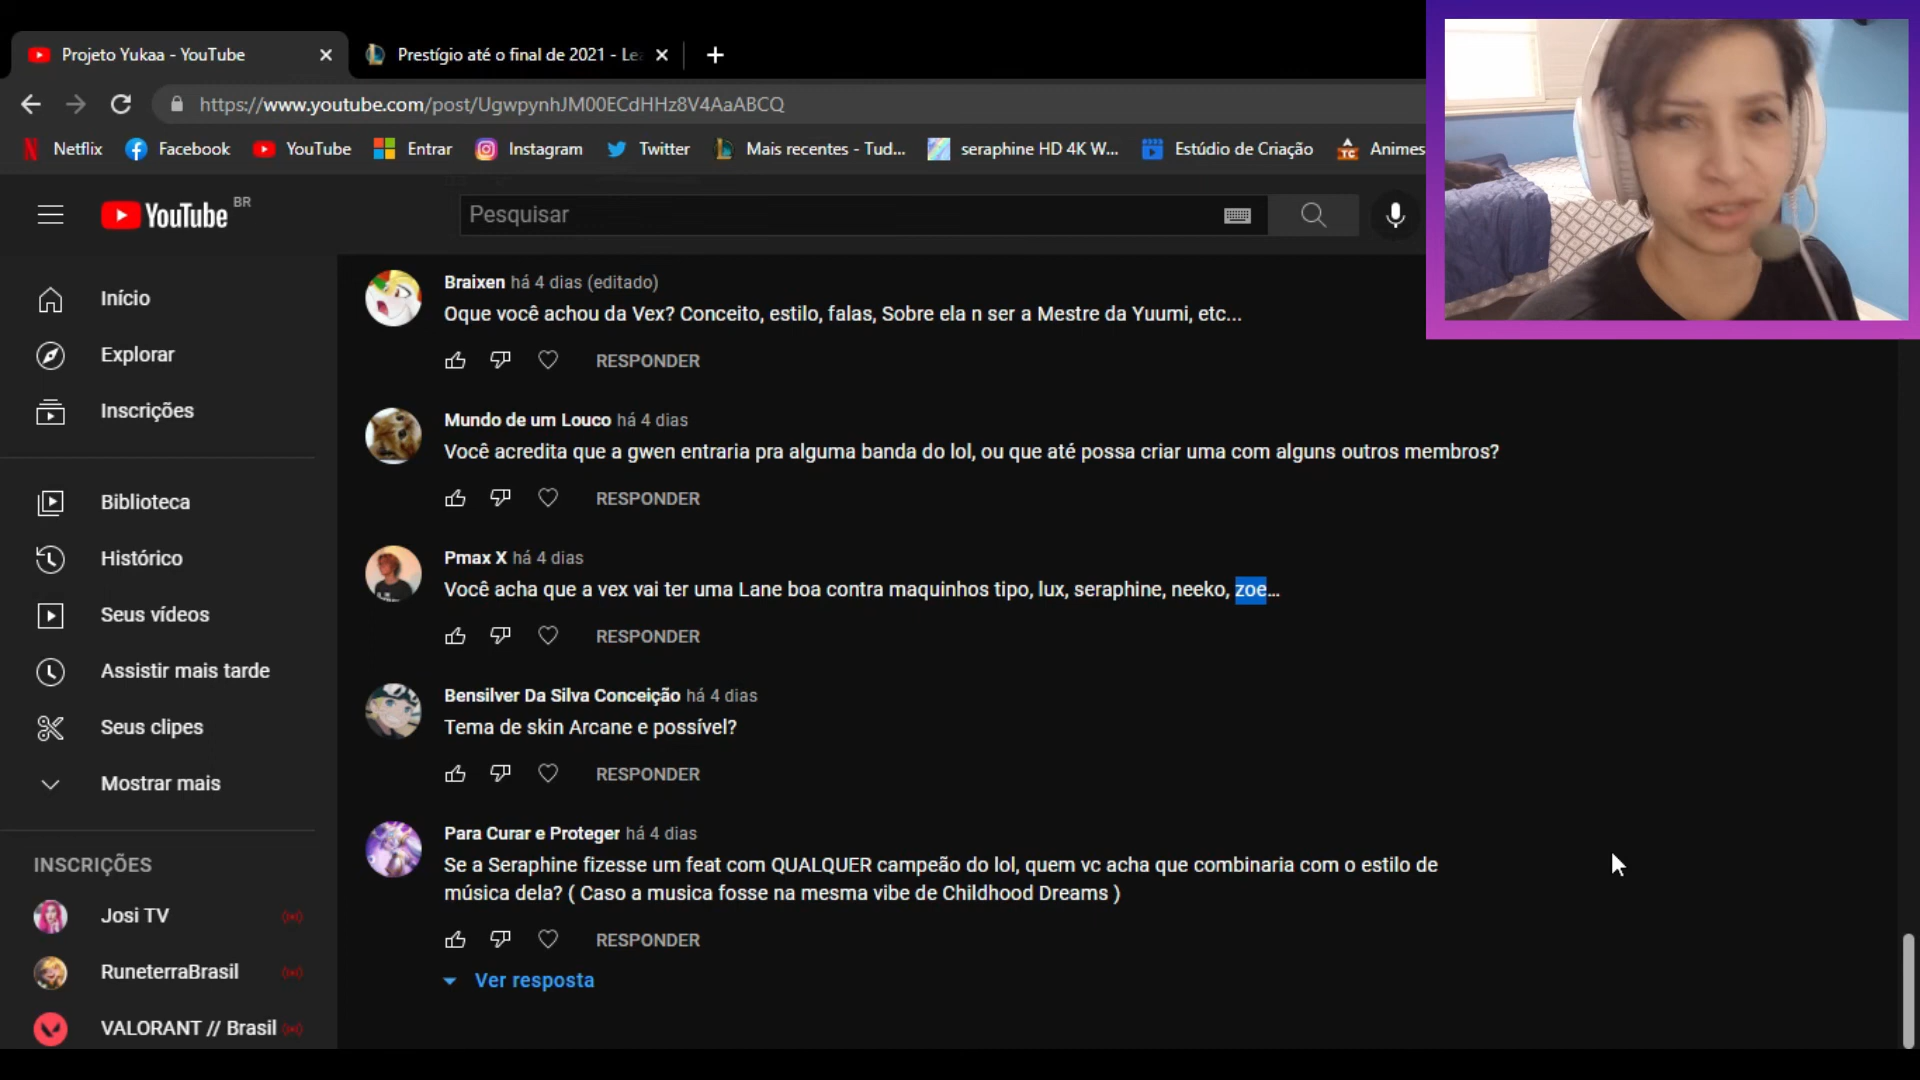 Projeto Yukaa - YouTube
Prestígio até o final de 2021 - Le
https://www.youtube.com/post/UgwpynhJM00ECdHHz8V4AaABCQ
Netflix
Facebook
YouTube
Entrar
Instagram
Twitter
Mais recentes - Tud...
seraphine HD 4K W...
Estúdio de Criação
Animes
YouTube BR
Pesquisar
Início
Explorar
Inscrições
Biblioteca
Histórico
Seus vídeos
Assistir mais tarde
Seus clipes
Mostrar mais
INSCRIÇÕES
Josi TV
RuneterraBrasil
VALORANT // Brasil
Braixen há 4 dias (editado)
Oque você achou da Vex? Conceito, estilo, falas, Sobre ela n ser a Mestre da Yuumi, etc...
RESPONDER
Mundo de um Louco há 4 dias
Você acredita que a gwen entraria pra alguma banda do lol, ou que até possa criar uma com alguns outros membros?
RESPONDER
Pmax X há 4 dias
Você acha que a vex vai ter uma Lane boa contra maquinhos tipo, lux, seraphine, neeko, zoe...
RESPONDER
Bensilver Da Silva Conceição há 4 dias
Tema de skin Arcane e possível?
RESPONDER
Para Curar e Proteger há 4 dias
Se a Seraphine fizesse um feat com QUALQUER campeão do lol, quem vc acha que combinaria com o estilo de
música dela? ( Caso a musica fosse na mesma vibe de Childhood Dreams )
RESPONDER
Ver resposta